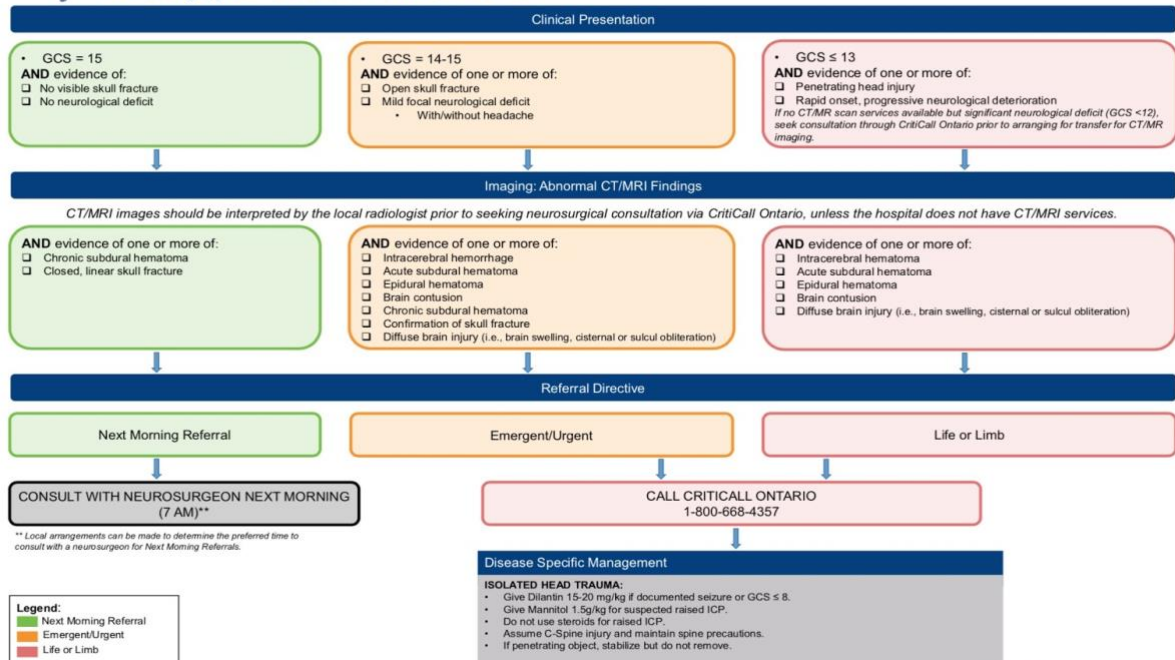 Clinical Presentation
• GCS = 15
AND evidence of:
❑ No visible skull fracture
❑ No neurological deficit
• GCS = 14-15
AND evidence of one or more of:
❑ Open skull fracture
❑ Mild focal neurological deficit
• With/without headache
• GCS ≤ 13
AND evidence of one or more of:
❑ Penetrating head injury
❑ Rapid onset, progressive neurological deterioration
If no CT/MR scan services available but significant neurological deficit (GCS <12),
seek consultation through CritiCall Ontario prior to arranging for transfer for CT/MR
imaging.
Imaging: Abnormal CT/MRI Findings
CT/MRI images should be interpreted by the local radiologist prior to seeking neurosurgical consultation via CritiCall Ontario, unless the hospital does not have CT/MRI services.
AND evidence of one or more of:
❑ Chronic subdural hematoma
❑ Closed, linear skull fracture
AND evidence of one or more of:
❑ Intracerebral hemorrhage
❑ Acute subdural hematoma
❑ Epidural hematoma
❑ Brain contusion
❑ Chronic subdural hematoma
❑ Confirmation of skull fracture
❑ Diffuse brain injury (i.e., brain swelling, cisternal or sulcul obliteration)
AND evidence of one or more of:
❑ Intracerebral hematoma
❑ Acute subdural hematoma
❑ Epidural hematoma
❑ Brain contusion
❑ Diffuse brain injury (i.e., brain swelling, cisternal or sulcul obliteration)
Referral Directive
Next Morning Referral
Emergent/Urgent
Life or Limb
CONSULT WITH NEUROSURGEON NEXT MORNING
(7 AM)**
** Local arrangements can be made to determine the preferred time to
consult with a neurosurgeon for Next Morning Referrals.
CALL CRITICALL ONTARIO
1-800-668-4357
Disease Specific Management
ISOLATED HEAD TRAUMA:
• Give Dilantin 15-20 mg/kg if documented seizure or GCS ≤ 8.
• Give Mannitol 1.5g/kg for suspected raised ICP.
• Do not use steroids for raised ICP.
• Assume C-Spine injury and maintain spine precautions.
• If penetrating object, stabilize but do not remove.
Legend:
Next Morning Referral
Emergent/Urgent
Life or Limb